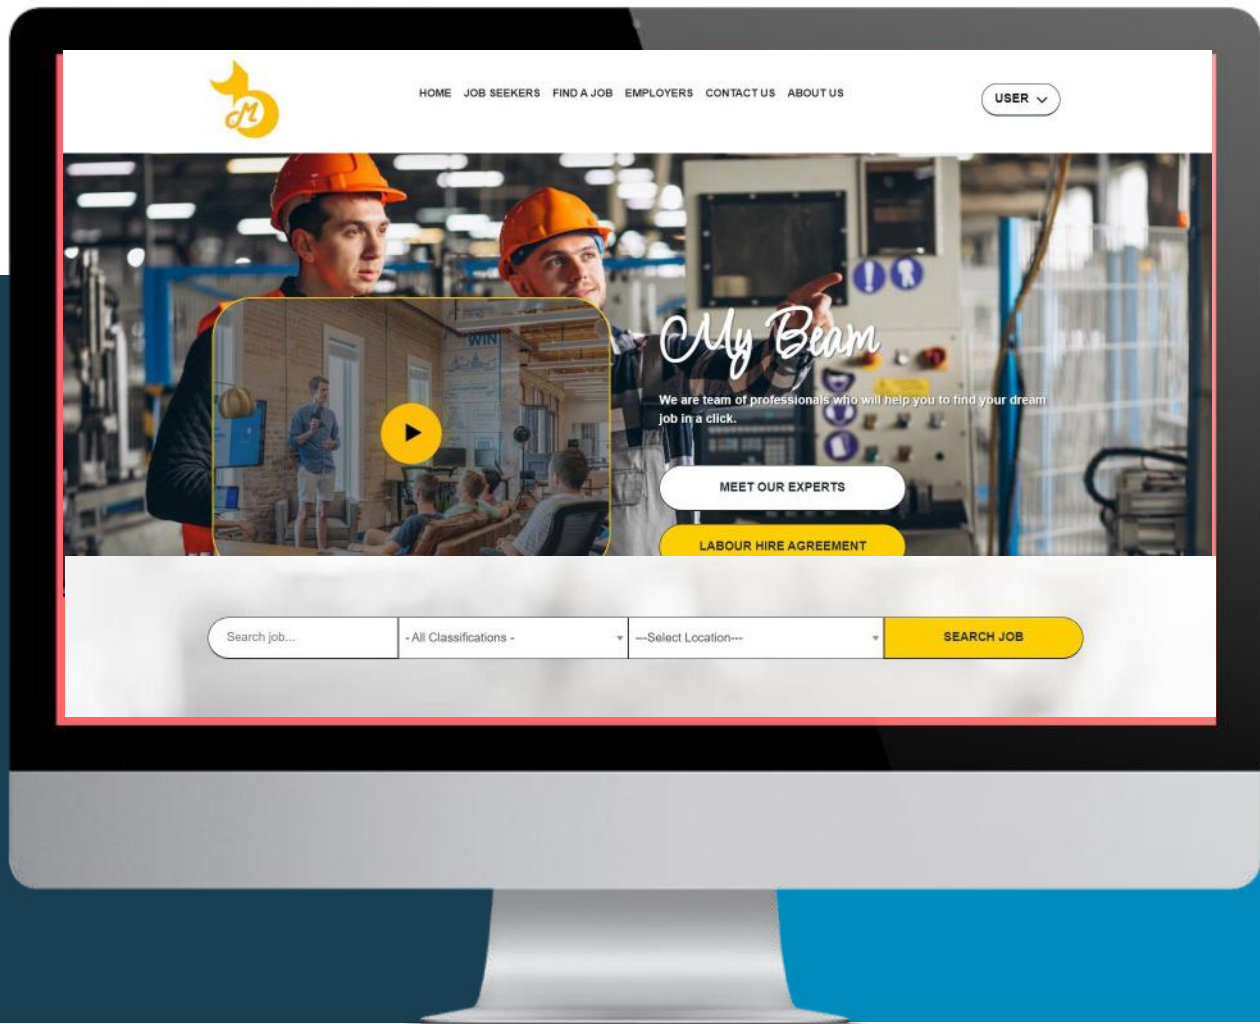 M
HOME JOB SEEKERS FIND A JOB EMPLOYERS CONTACT US ABOUT US
USER
WIN
My Beam
We are team of professionals who will help you to find your dream
job in a click.
MEET OUR EXPERTS
LABOUR HIRE AGREEMENT
Search job...
- All Classifications -
---Select Location---
SEARCH JOB